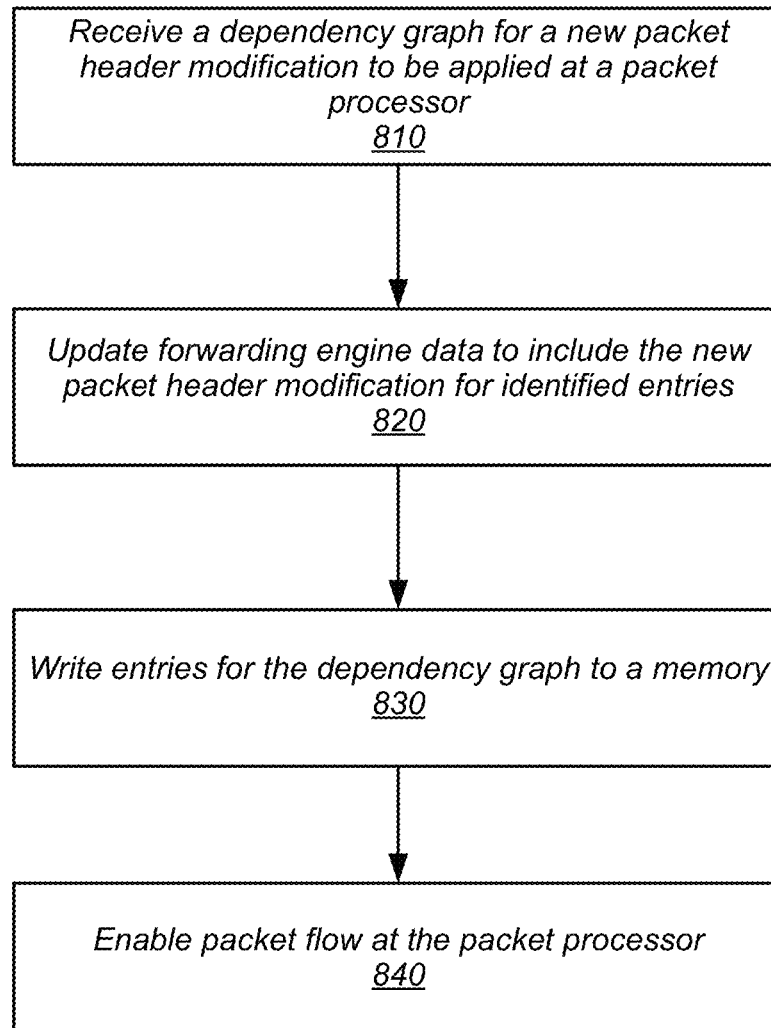 Receive a dependency graph for a new packet
header modification to be applied at a packet
processor
810
Update forwarding engine data to include the new
packet header modification for identified entries
820
Write entries for the dependency graph to a memory
830
Enable packet flow at the packet processor
840